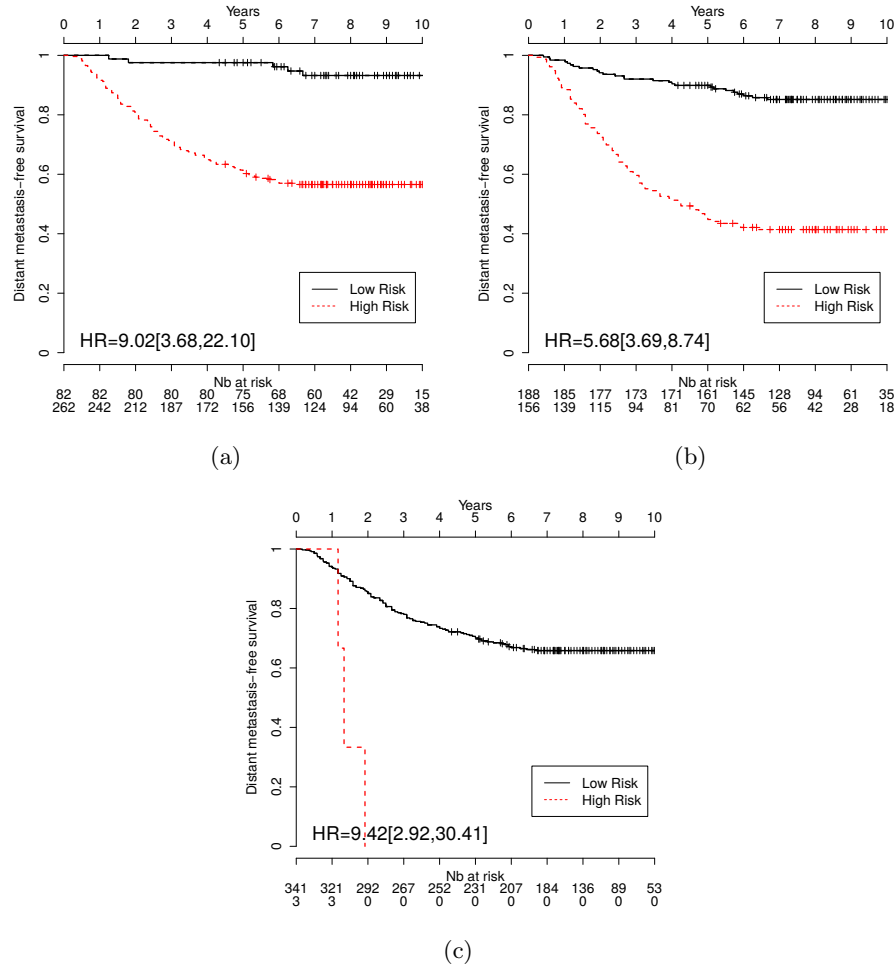 Years
0 1 2 3 4 5 6 7 8 9 10
Distant metastasis−free survival
0 0.2 0.4 0.6 0.8 1
Low Risk
High Risk
HR=9.02[3.68,22.10]
Nb at risk
82 82 80 80 80 75 68 60 42 29 15
262 242 212 187 172 156 139 124 94 60 38
(a)
Years
0 1 2 3 4 5 6 7 8 9 10
Distant metastasis−free survival
0 0.2 0.4 0.6 0.8 1
Low Risk
High Risk
HR=5.68[3.69,8.74]
Nb at risk
188 185 177 173 171 161 145 128 94 61 35
156 139 115 94 81 70 62 56 42 28 18
(b)
Years
0 1 2 3 4 5 6 7 8 9 10
Distant metastasis−free survival
0 0.2 0.4 0.6 0.8 1
Low Risk
High Risk
HR=9.42[2.92,30.41]
Nb at risk
341 321 292 267 252 231 207 184 136 89 53
3 3 0 0 0 0 0 0 0 0 0
(c)